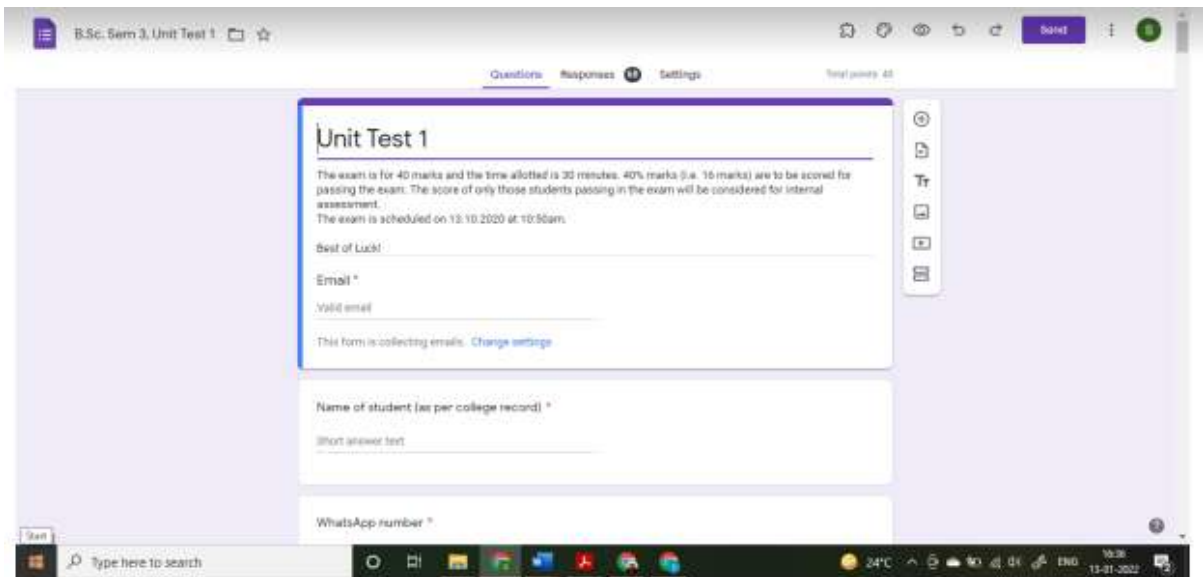 B.Sc. Sem 3, Unit Test 1
Send
Questions Responses Settings
Total points: 40
Unit Test 1
The exam is for 40 marks and the time allotted is 30 minutes. 40% marks (i.e. 16 marks) are to be scored for
passing the exam. The score of only those students passing in the exam will be considered for internal
assessment.
The exam is scheduled on 13.10.2020 at 10:50am.
Best of Luck!
Email *
Valid email
This form is collecting emails. Change settings
Name of student (as per college record) *
Short answer text
WhatsApp number *
Start
Type here to search
24°C
ENG
16:36
13-01-2022